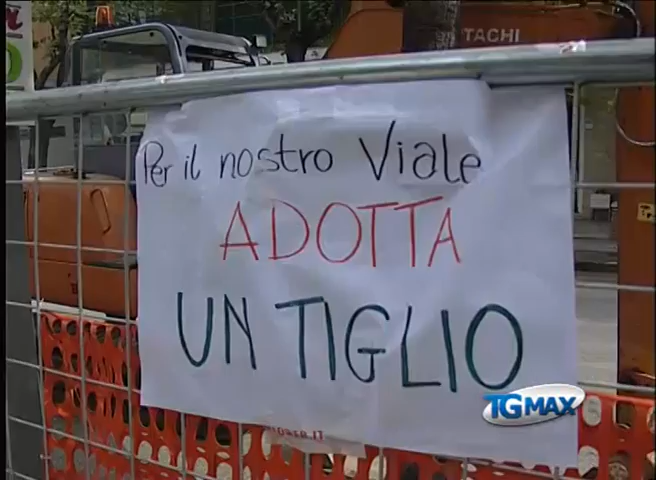 TACHI
Per il nostro Viale
ADOTTA
UN TIGLIO
TGMAX